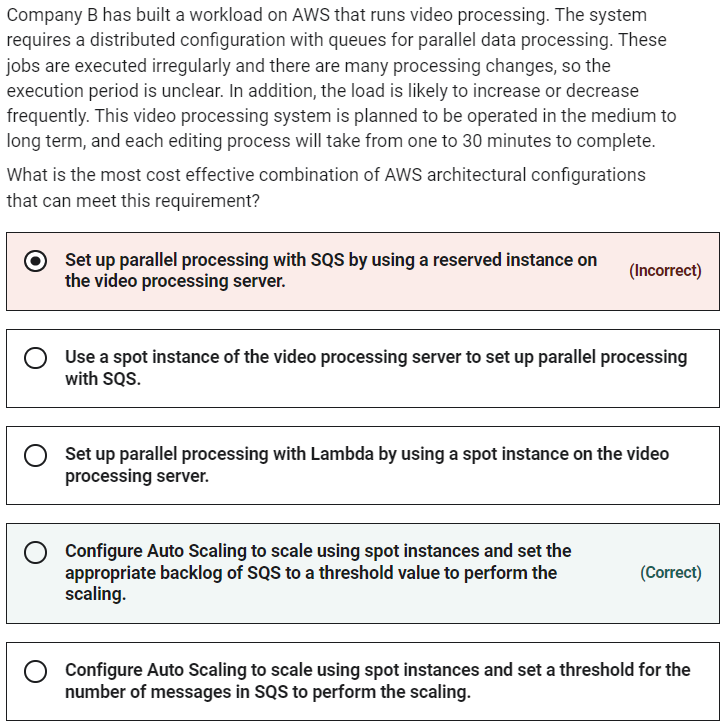 Company B has built a workload on AWS that runs video processing. The system
requires a distributed configuration with queues for parallel data processing. These
jobs are executed irregularly and there are many processing changes, so the
execution period is unclear. In addition, the load is likely to increase or decrease
frequently. This video processing system is planned to be operated in the medium to
long term, and each editing process will take from one to 30 minutes to complete.
What is the most cost effective combination of AWS architectural configurations
that can meet this requirement?
Set up parallel processing with SQS by using a reserved instance on
the video processing server.
(Incorrect)
Use a spot instance of the video processing server to set up parallel processing
with SQS.
Set up parallel processing with Lambda by using a spot instance on the video
processing server.
Configure Auto Scaling to scale using spot instances and set the
appropriate backlog of SQS to a threshold value to perform the
scaling.
(Correct)
Configure Auto Scaling to scale using spot instances and set a threshold for the
number of messages in SQS to perform the scaling.